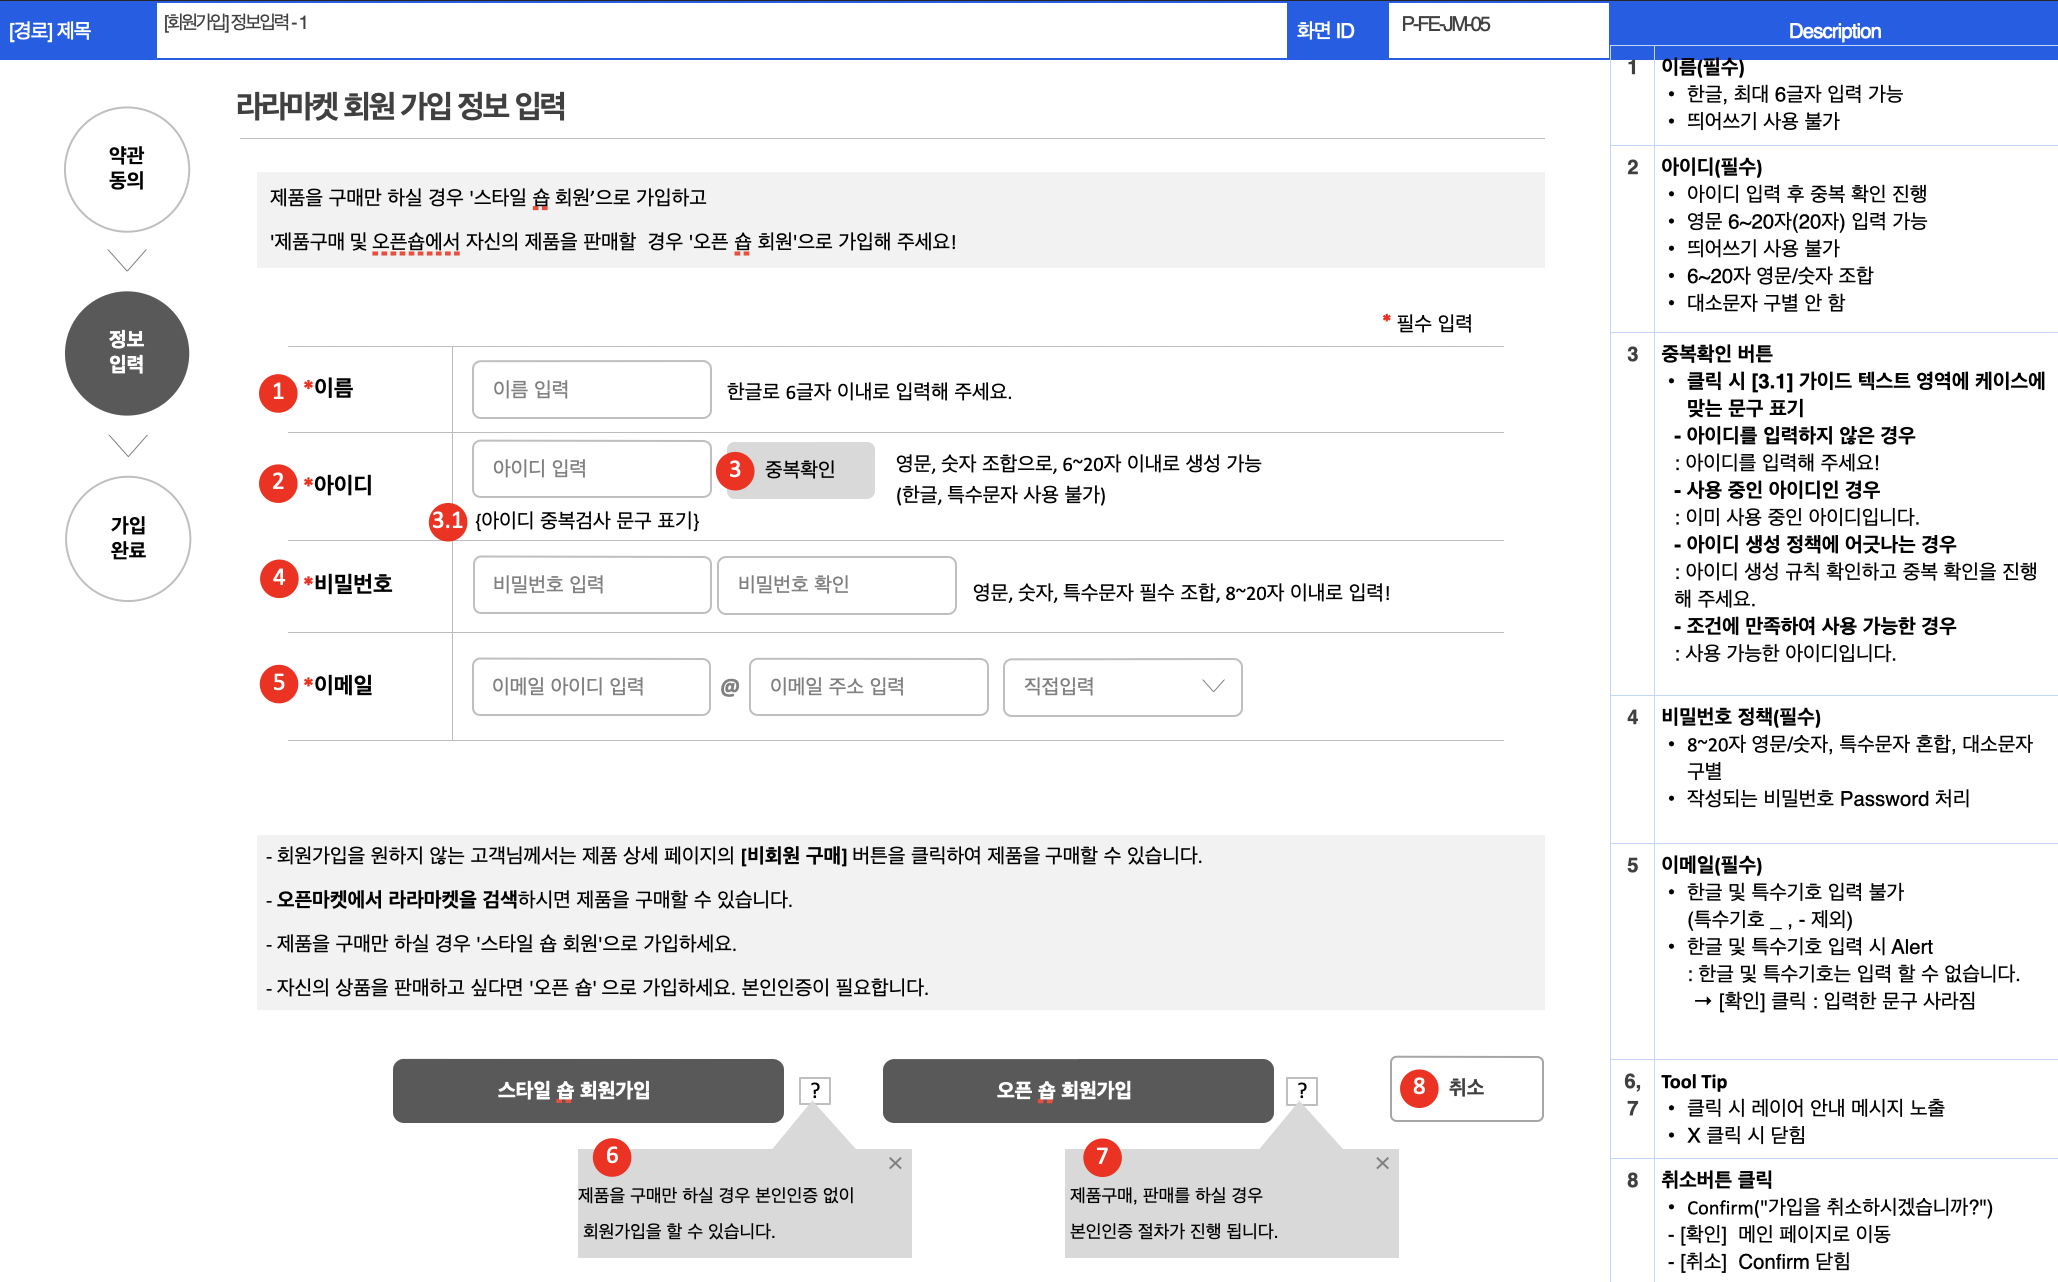 [경로] 제목
[회원가입] 정보입력 - 1
화면 ID
P-FE-JM-05
Description
라라마켓 회원 가입 정보 입력
약관
동의
정보
입력
가입
완료
제품을 구매만 하실 경우 '스타일 숍 회원’으로 가입하고
'제품구매 및 오픈숍에서 자신의 제품을 판매할  경우 '오픈 숍 회원'으로 가입해 주세요!
* 필수 입력
1 *이름
이름 입력
한글로 6글자 이내로 입력해 주세요.
2 *아이디
아이디 입력
3 중복확인
영문, 숫자 조합으로, 6~20자 이내로 생성 가능
(한글, 특수문자 사용 불가)
3.1 {아이디 중복검사 문구 표기}
4 *비밀번호
비밀번호 입력
비밀번호 확인
영문, 숫자, 특수문자 필수 조합, 8~20자 이내로 입력!
5 *이메일
이메일 아이디 입력
@
이메일 주소 입력
직접입력
- 회원가입을 원하지 않는 고객님께서는 제품 상세 페이지의 [비회원 구매] 버튼을 클릭하여 제품을 구매할 수 있습니다.
- 오픈마켓에서 라라마켓을 검색하시면 제품을 구매할 수 있습니다.
- 제품을 구매만 하실 경우 '스타일 숍 회원'으로 가입하세요.
- 자신의 상품을 판매하고 싶다면 '오픈 숍' 으로 가입하세요. 본인인증이 필요합니다.
스타일 숍 회원가입
?
오픈 숍 회원가입
?
8 취소
6
×
제품을 구매만 하실 경우 본인인증 없이
회원가입을 할 수 있습니다.
7
×
제품구매, 판매를 하실 경우
본인인증 절차가 진행 됩니다.
1 이름(필수)
• 한글, 최대 6글자 입력 가능
• 띄어쓰기 사용 불가
2 아이디(필수)
• 아이디 입력 후 중복 확인 진행
• 영문 6~20자(20자) 입력 가능
• 띄어쓰기 사용 불가
• 6~20자 영문/숫자 조합
• 대소문자 구별 안 함
3 중복확인 버튼
• 클릭 시 [3.1] 가이드 텍스트 영역에 케이스에
맞는 문구 표기
- 아이디를 입력하지 않은 경우
: 아이디를 입력해 주세요!
- 사용 중인 아이디인 경우
: 이미 사용 중인 아이디입니다.
- 아이디 생성 정책에 어긋나는 경우
: 아이디 생성 규칙 확인하고 중복 확인을 진행
해 주세요.
- 조건에 만족하여 사용 가능한 경우
: 사용 가능한 아이디입니다.
4 비밀번호 정책(필수)
• 8~20자 영문/숫자, 특수문자 혼합, 대소문자
구별
• 작성되는 비밀번호 Password 처리
5 이메일(필수)
• 한글 및 특수기호 입력 불가
(특수기호 _ , - 제외)
• 한글 및 특수기호 입력 시 Alert
: 한글 및 특수기호는 입력 할 수 없습니다.
→ [확인] 클릭 : 입력한 문구 사라짐
6, Tool Tip
7 • 클릭 시 레이어 안내 메시지 노출
• X 클릭 시 닫힘
8 취소버튼 클릭
• Confirm("가입을 취소하시겠습니까?")
- [확인]  메인 페이지로 이동
- [취소]  Confirm 닫힘